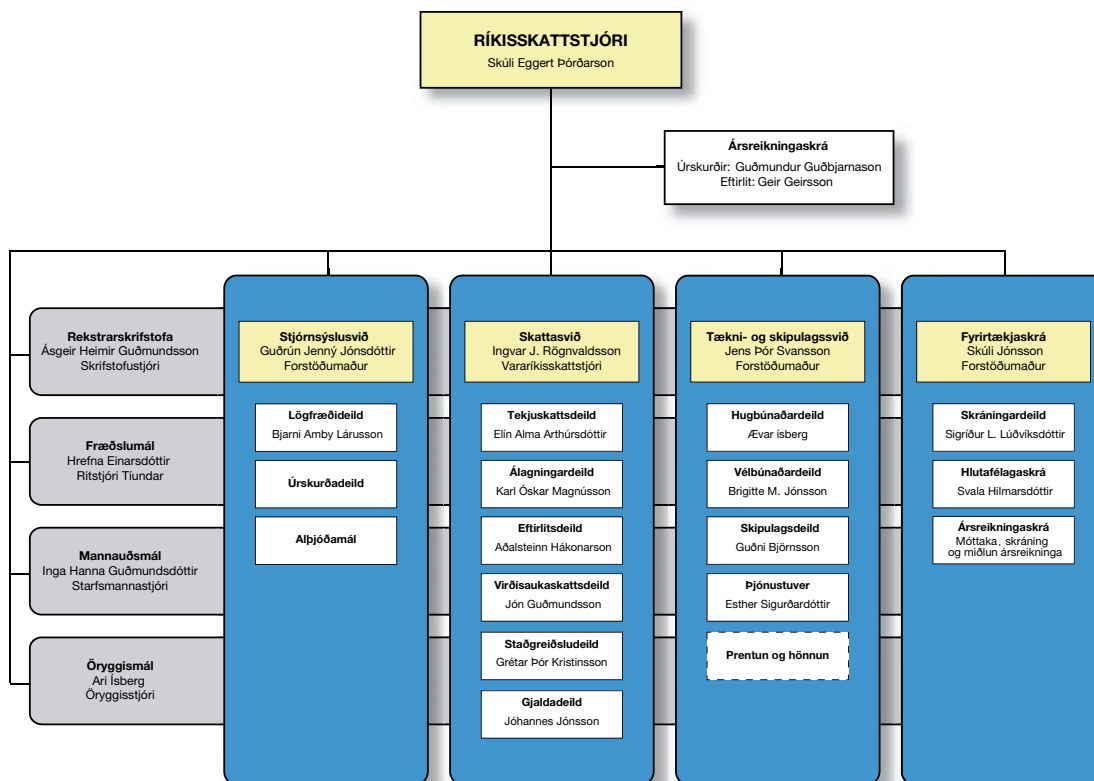 RÍKISSKATTSTJÓRI
Skúli Eggert Þórðarson
Ársreikningaskrá
Úrskurðir: Guðmundur Guðbjarnason
Eftirlit: Geir Geirsson
Rekstrarskrifstofa
Ásgeir Heimir Guðmundsson
Skrifstofustjóri
Fræðslumál
Hrefna Einarsdóttir
Ritstjóri Tíundar
Mannauðsmál
Inga Hanna Guðmundsdóttir
Starfsmannastjóri
Öryggismál
Ari Ísberg
Öryggisstjóri
Stjórnsýslusvið
Guðrún Jenný Jónsdóttir
Forstöðumaður
Lögfræðideild
Bjarni Amby Lárusson
Úrskurðadeild
Alþjóðamál
Skattasvið
Ingvar J. Rögnvaldsson
Vararíkisskattstjóri
Tekjuskattsdeild
Elín Alma Arthúrsdóttir
Álagningardeild
Karl Óskar Magnússon
Eftirlitsdeild
Aðalsteinn Hákonarson
Virðisaukaskattsdeild
Jón Guðmundsson
Staðgreiðsludeild
Grétar Þór Kristinsson
Gjaldadeild
Jóhannes Jónsson
Tækni- og skipulagssvið
Jens Þór Svansson
Forstöðumaður
Hugbúnaðardeild
Ævar ísberg
Vélbúnaðardeild
Brigitte M. Jónsson
Skipulagsdeild
Guðni Björnsson
Þjónustuver
Esther Sigurðardóttir
Prentun og hönnun
Fyrirtækjaskrá
Skúli Jónsson
Forstöðumaður
Skráningardeild
Sigríður L. Lúðvíksdóttir
Hlutafélagaskrá
Svala Hilmarsdóttir
Ársreikningaskrá
Móttaka, skráning
og miðlun ársreikninga